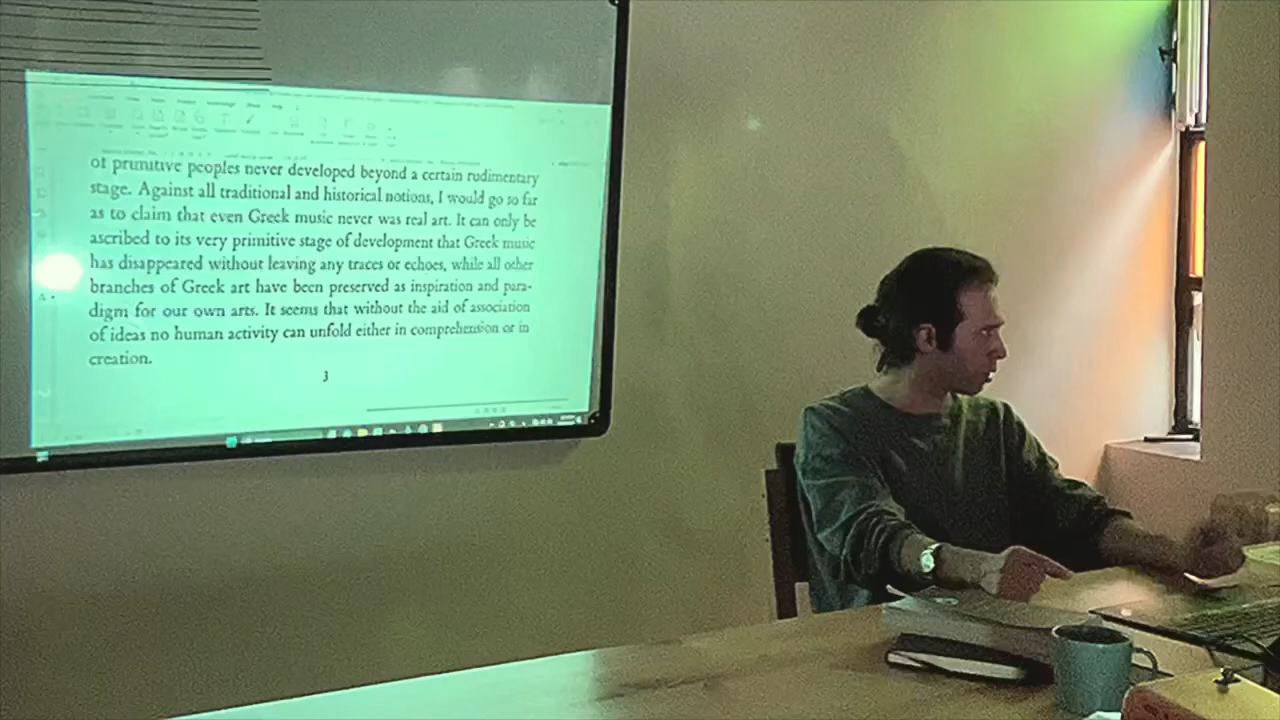 of primitive peoples never developed beyond a certain rudimentary
stage. Against all traditional and historical notions, I would go so far
as to claim that even Greek music never was real art. It can only be
ascribed to its very primitive stage of development that Greek music
has disappeared without leaving any traces or echoes, while all other
branches of Greek art have been preserved as inspiration and para-
digm for our own arts. It seems that without the aid of association
of ideas no human activity can unfold either in comprehension or in
creation.
3